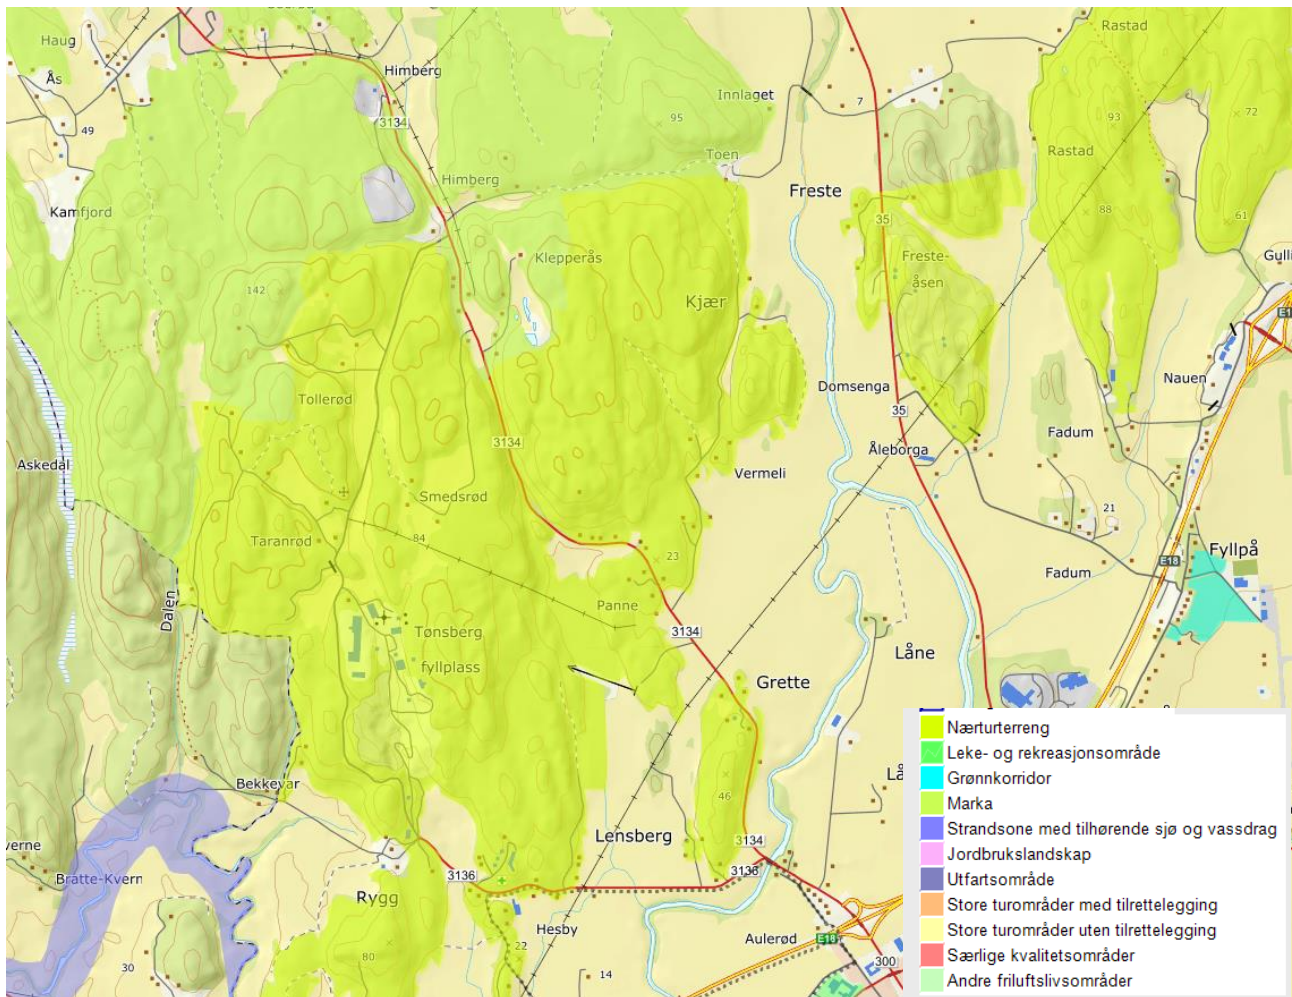 Haug
Rastad
Ås
Himberg
Innlaget
7
93
72
3134
95
49
Toen
Rastad
Himberg
Freste
Kamfjord
88
61
35
Klepperås
Freste-
åsen
142
Kjær
Nauen
Domsenga
Tollerød
35
3134
Fadum
Åleborga
Askedal
Vermeli
Smedsrød
21
Taranrød
84
23
Fyllpå
E18
Fadum
Dalen
Panne
Tønsberg
fyllplass
3134
Låne
Grette
Bekkevar
46
Lensberg
3134
3136
3136
Bratte-Kvern
Rygg
Hesby
Aulerød
E18
22
80
30
14
300
Nærturterreng
Leke- og rekreasjonsområde
Grønnkorridor
Marka
Strandsone med tilhørende sjø og vassdrag
Jordbrukslandskap
Utfartsområde
Store turområder med tilrettelegging
Store turområder uten tilrettelegging
Særlige kvalitetsområder
Andre friluftslivsområder